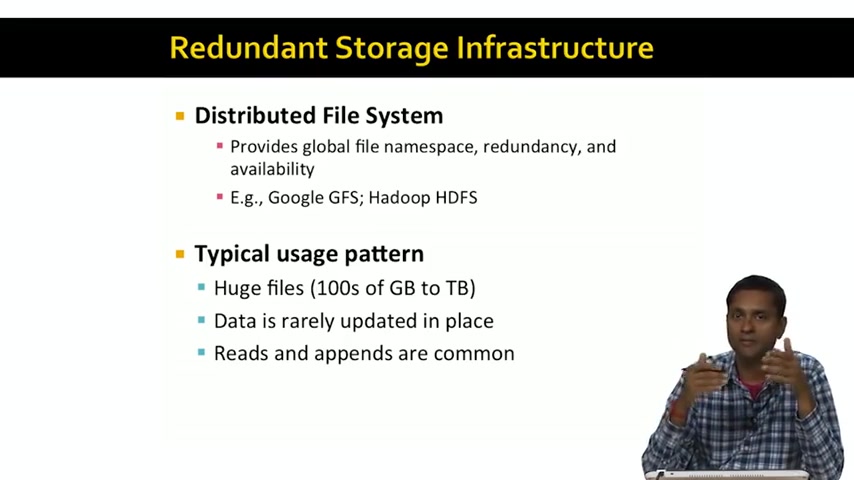 Redundant Storage Infrastructure
Distributed File System
Provides global file namespace, redundancy, and
availability
E.g., Google GFS; Hadoop HDFS
Typical usage pattern
Huge files (100s of GB to TB)
Data is rarely updated in place
Reads and appends are common